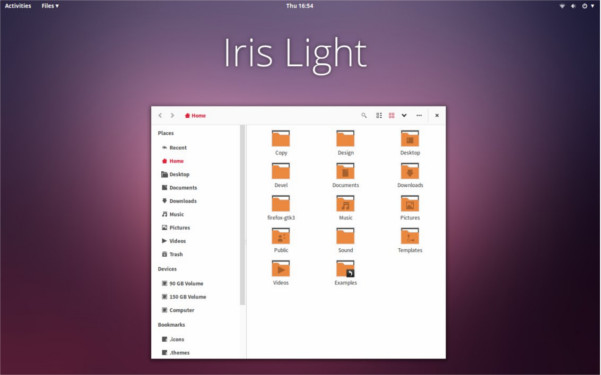 Activities Files ▾ Thu 16:54
Iris Light
Home
Places
Recent
Home
Desktop
Documents
Downloads
Music
Pictures
Videos
Trash
Devices
90 GB Volume
150 GB Volume
Computer
Bookmarks
.icons
.themes
Copy Design Desktop
Devel Documents Downloads
firefox-gtk3 Music Pictures
Public Sound Templates
Videos Examples